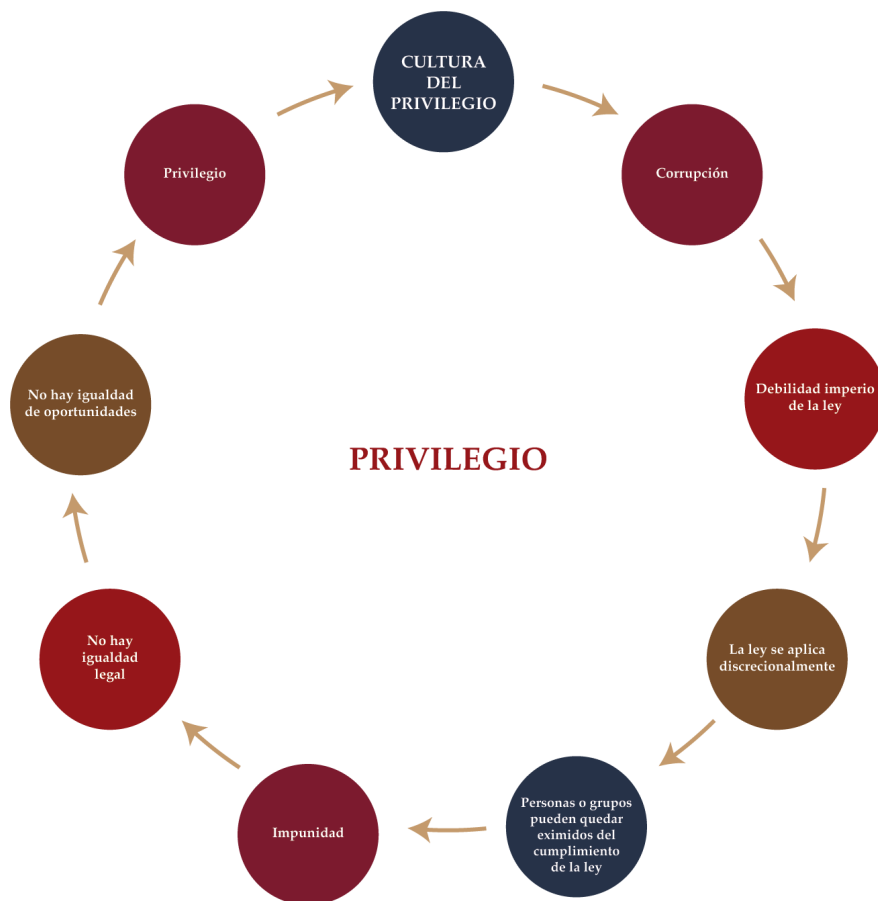 CULTURA
DEL
PRIVILEGIO
Corrupción
Debilidad imperio
de la ley
La ley se aplica
discrecionalmente
Personas o grupos
pueden quedar
eximidos del
cumplimiento
de la ley
Impunidad
No hay
igualdad
legal
No hay igualdad
de oportunidades
Privilegio
PRIVILEGIO